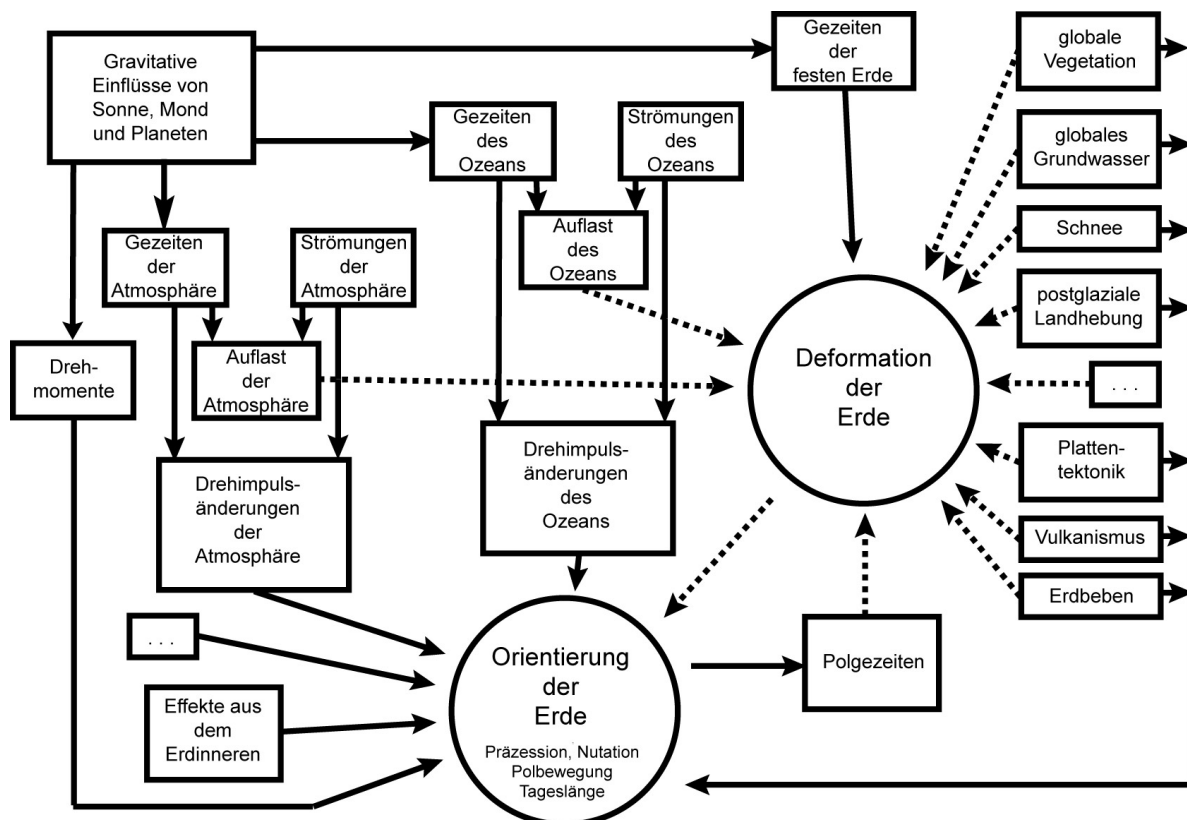 Gravitative
Einflüsse von
Sonne, Mond
und Planeten
Gezeiten
der
festen Erde
globale
Vegetation
Gezeiten
des
Ozeans
Strömungen
des
Ozeans
globales
Grundwasser
Auflast
des
Ozeans
Schnee
Gezeiten
der
Atmosphäre
Strömungen
der
Atmosphäre
postglaziale
Landhebung
Dreh-
momente
Auflast
der
Atmosphäre
Deformation
der
Erde
. . .
Platten-
tektonik
Drehimpuls-
änderungen
der
Atmosphäre
Drehimpuls-
änderungen
des
Ozeans
Vulkanismus
Erdbeben
. . .
Effekte aus
dem
Erdinneren
Orientierung
der
Erde
Präzession, Nutation
Polbewegung
Tageslänge
Polgezeiten